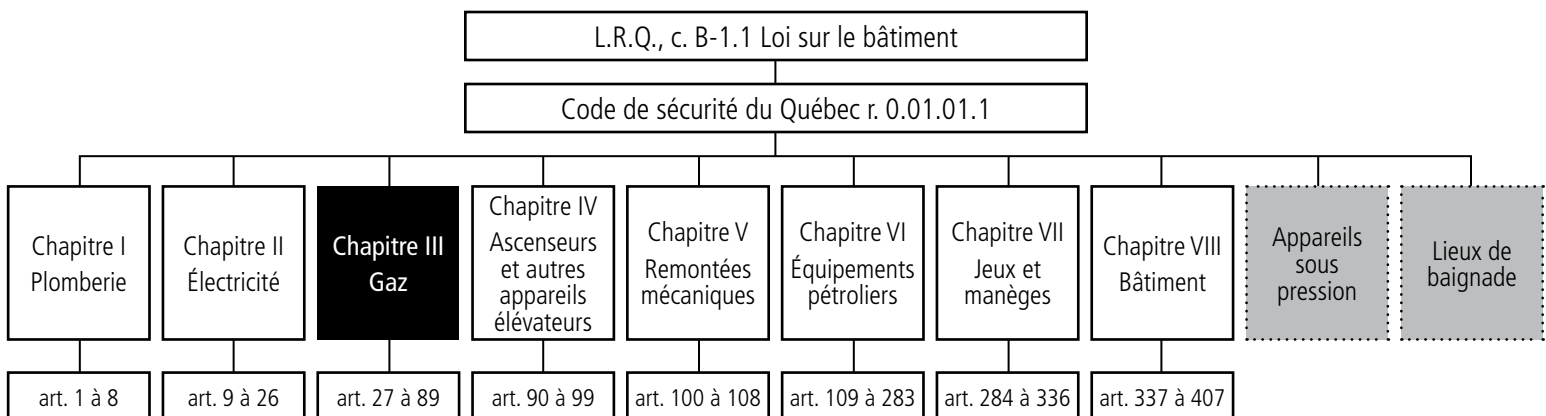 L.R.Q., c. B-1.1 Loi sur le bâtiment
Code de sécurité du Québec r. 0.01.01.1
Chapitre I
Plomberie
Chapitre II
Électricité
Chapitre III
Gaz
Chapitre IV
Ascenseurs
et autres
appareils
élévateurs
Chapitre V
Remontées
mécaniques
Chapitre VI
Équipements
pétroliers
Chapitre VII
Jeux et
manèges
Chapitre VIII
Bâtiment
Appareils
sous
pression
Lieux de
baignade
art. 1 à 8
art. 9 à 26
art. 27 à 89
art. 90 à 99
art. 100 à 108
art. 109 à 283
art. 284 à 336
art. 337 à 407